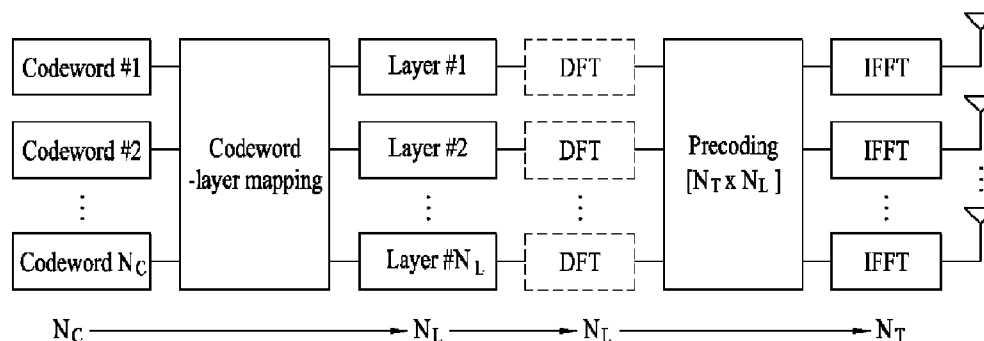 Codeword #1
Layer #1
DFT
IFFT
Codeword #2
Codeword
-layer mapping
Layer #2
DFT
Precoding
[N_T x N_L ]
IFFT
Codeword N_C
Layer #N_L
DFT
IFFT
N_C
N_L
N_L
N_T